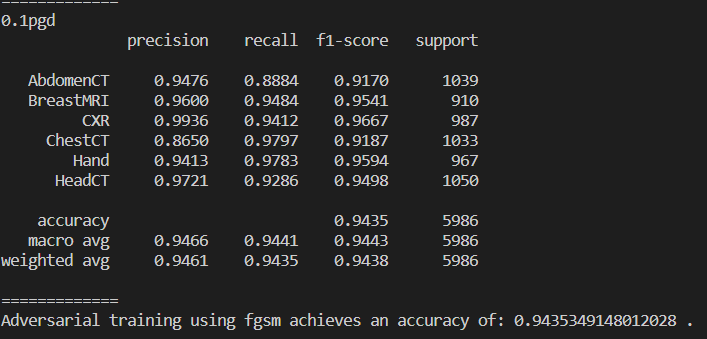 =============
0.1pgd
precision recall f1-score support
AbdomenCT 0.9476 0.8884 0.9170 1039
BreastMRI 0.9600 0.9484 0.9541 910
CXR 0.9936 0.9412 0.9667 987
ChestCT 0.8650 0.9797 0.9187 1033
Hand 0.9413 0.9783 0.9594 967
HeadCT 0.9721 0.9286 0.9498 1050
accuracy 0.9435 5986
macro avg 0.9466 0.9441 0.9443 5986
weighted avg 0.9461 0.9435 0.9438 5986
=============
Adversarial training using fgsm achieves an accuracy of: 0.9435349148012028 .